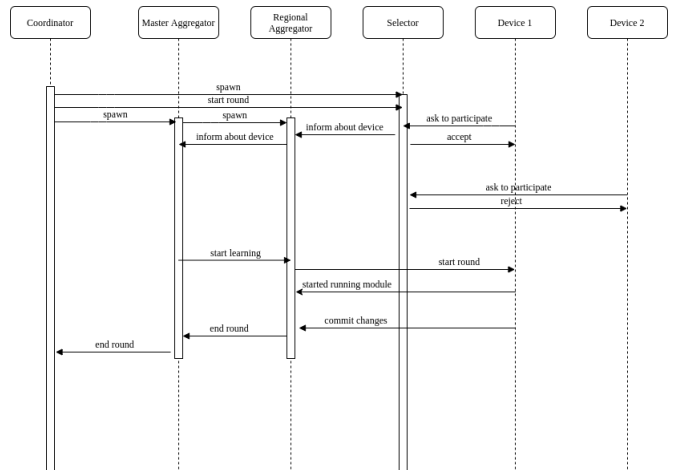 Coordinator
Master Aggregator
Regional
Aggregator
Selector
Device 1
Device 2
spawn
start round
spawn
spawn
ask to participate
inform about device
inform about device
accept
ask to participate
reject
start learning
start round
started running module
commit changes
end round
end round